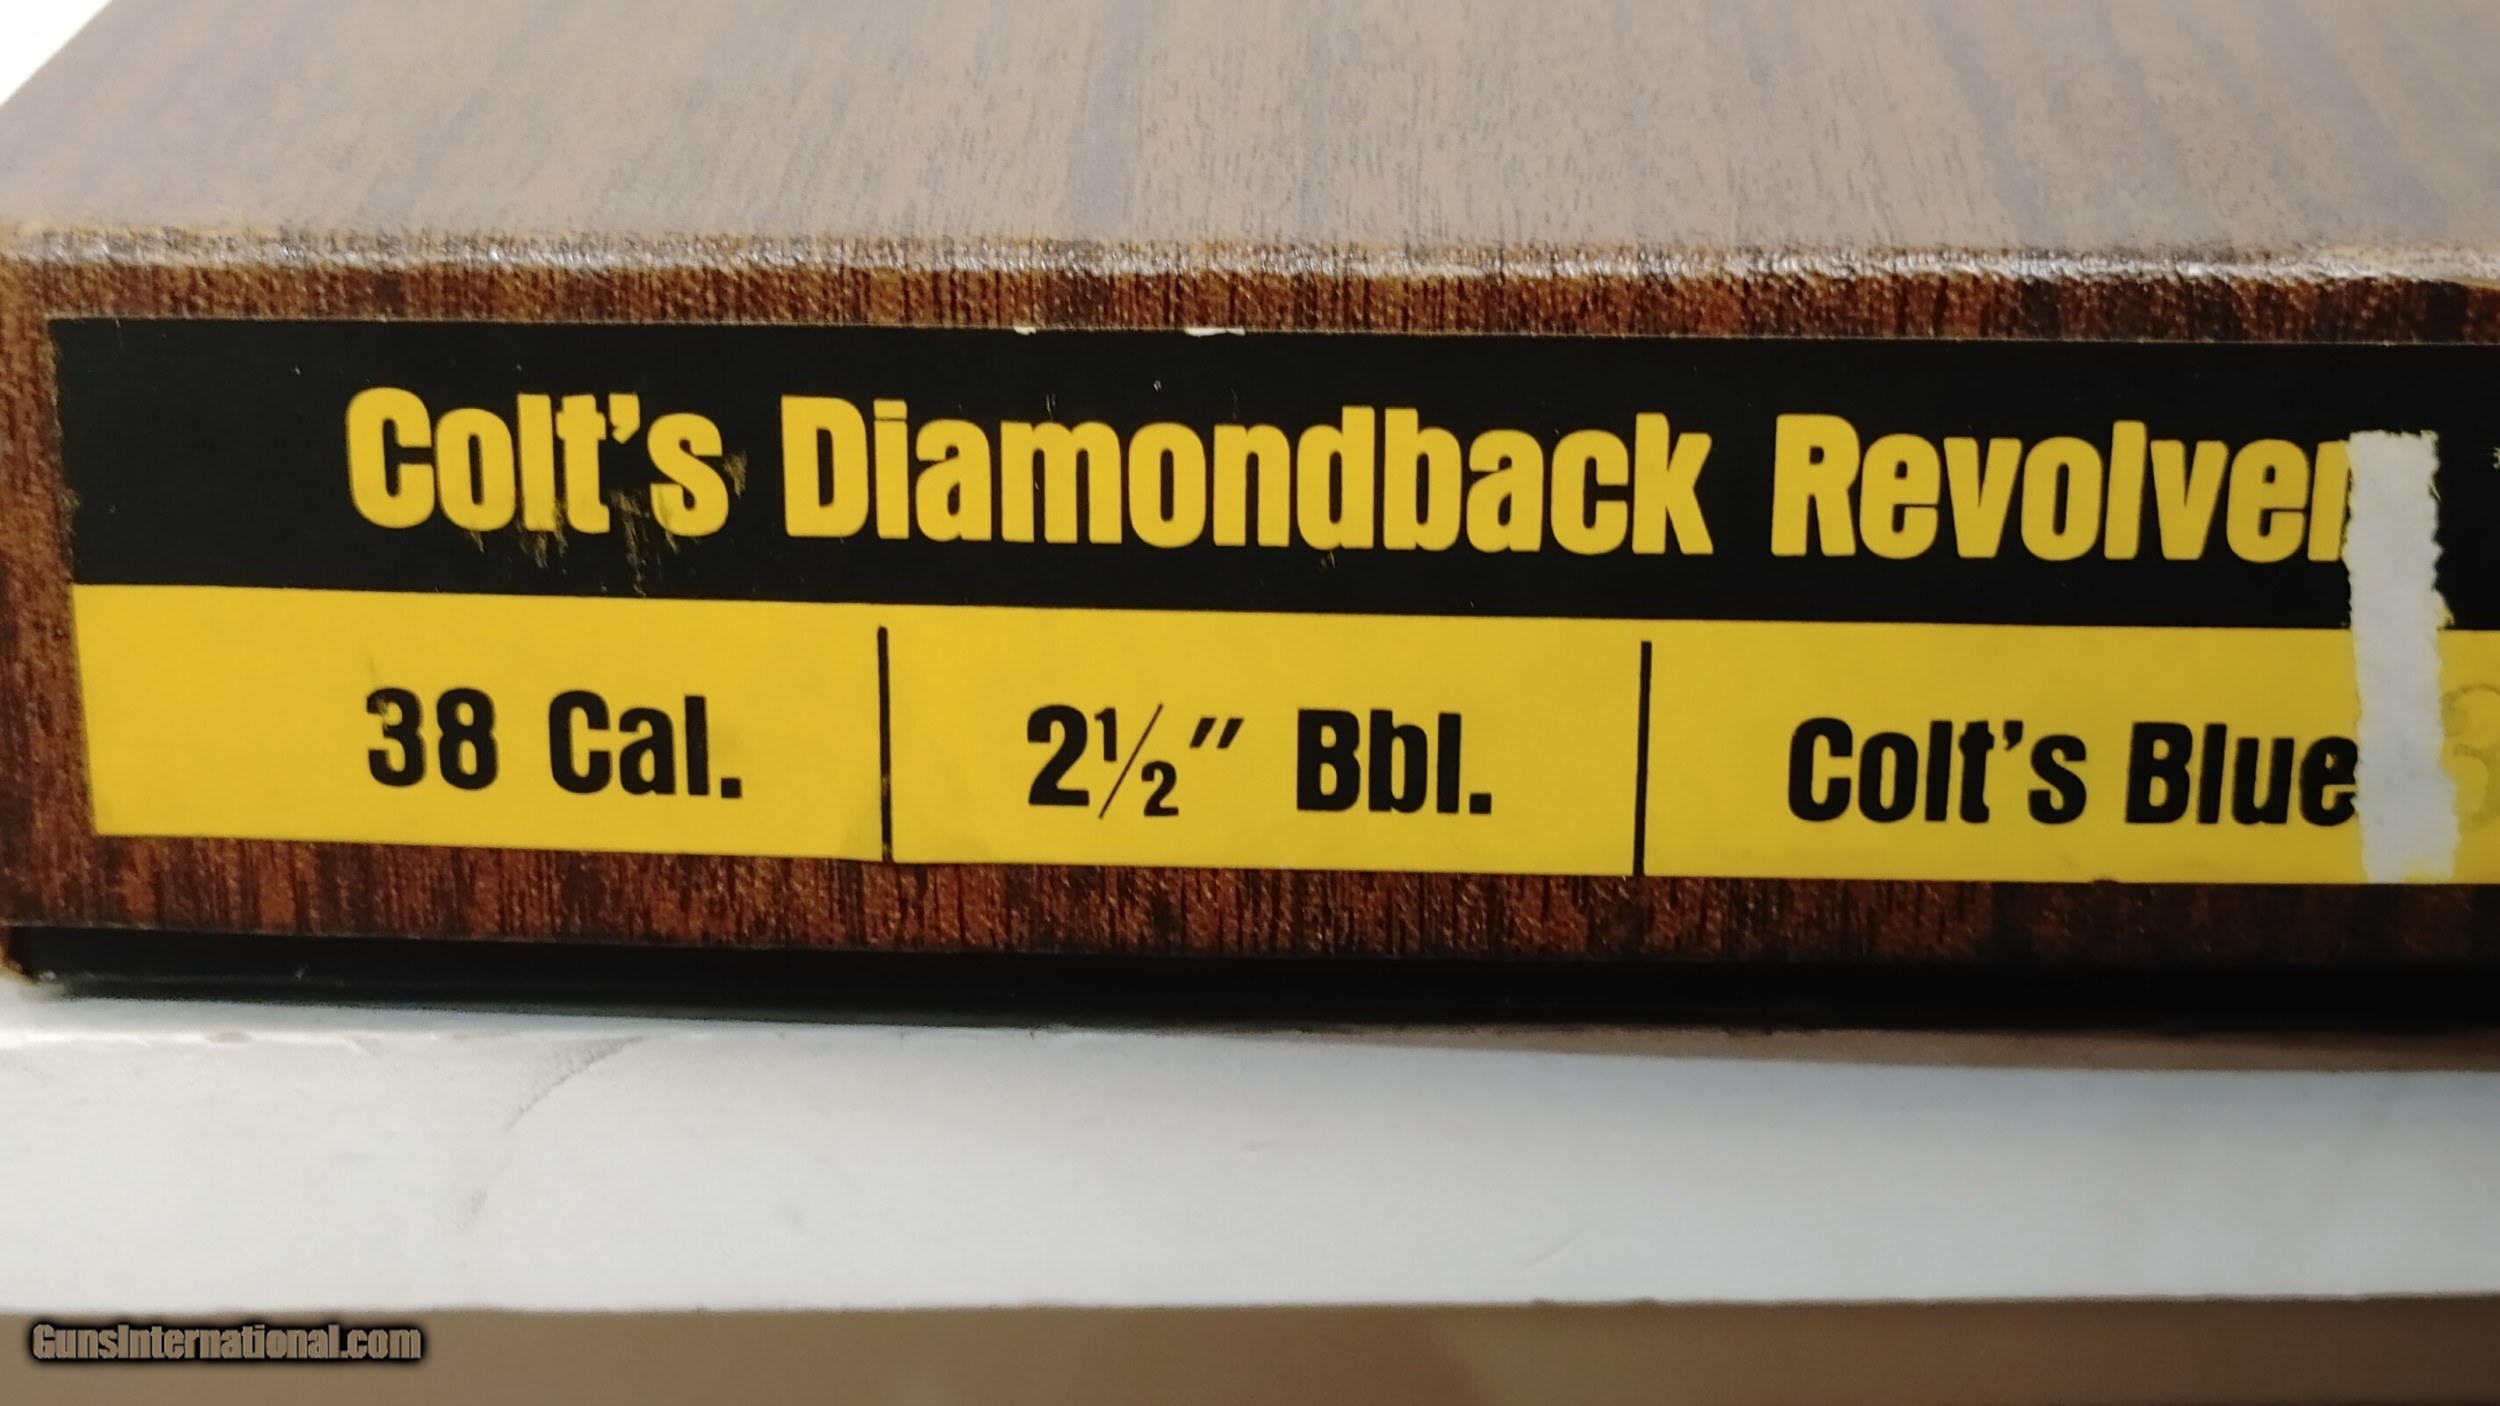 Colt's Diamondback Revolver
38 Cal. 2½" Bbl. Colt's Blue
GunsInternational.com